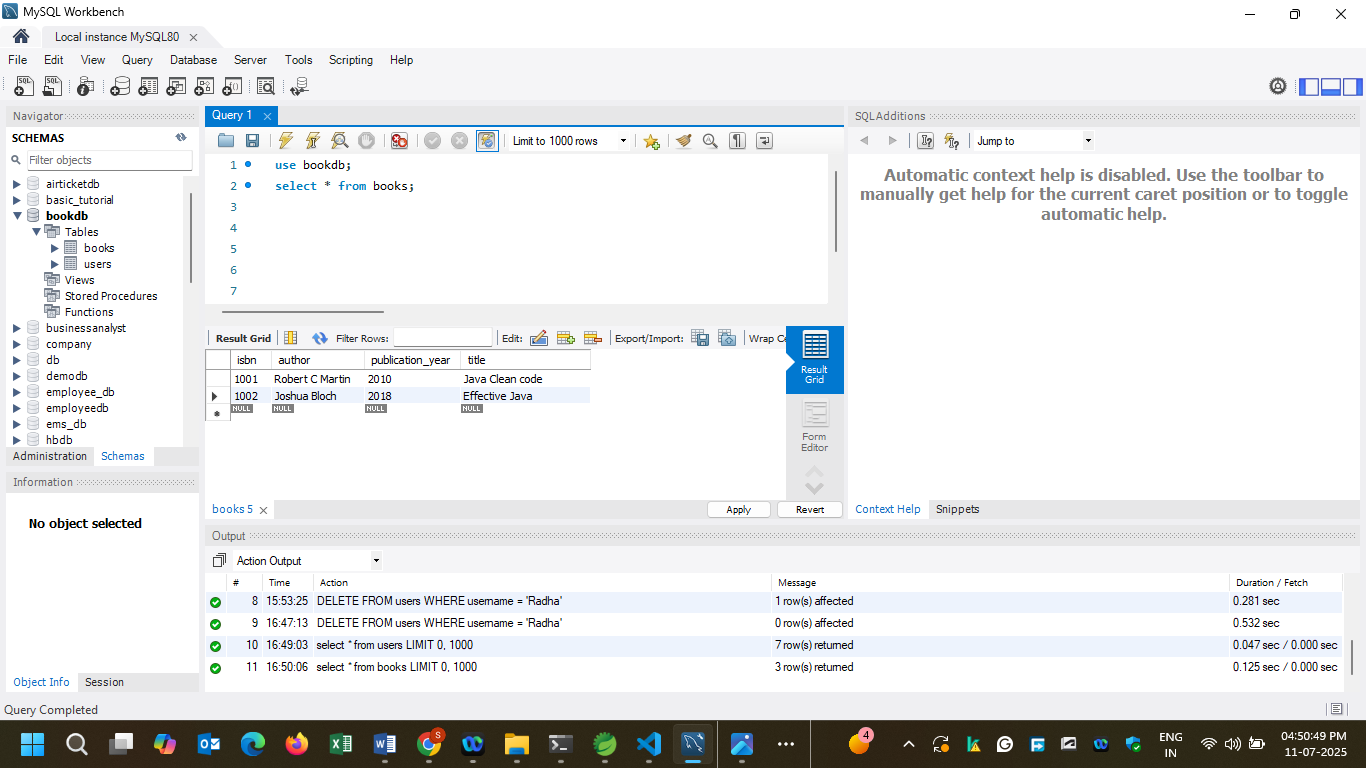 MySQL Workbench
Local instance MySQL80
File Edit View Query Database Server Tools Scripting Help
Navigator
SCHEMAS
Filter objects
airticketdb
basic_tutorial
bookdb
Tables
books
users
Views
Stored Procedures
Functions
businessanalyst
company
db
demodb
employee_db
employeedb
ems_db
hbdb
Administration Schemas
Information
No object selected
Object Info Session
Query 1
Limit to 1000 rows
1 use bookdb;
2 select * from books;
3
4
5
6
7
Result Grid Filter Rows: Edit: Export/Import: Wrap Ce
isbn author publication_year title
1001 Robert C Martin 2010 Java Clean code
1002 Joshua Bloch 2018 Effective Java
NULL NULL NULL NULL
Result Grid
Form Editor
books 5
Apply Revert
SQLAdditions
Jump to
Automatic context help is disabled. Use the toolbar to
manually get help for the current caret position or to toggle
automatic help.
Context Help Snippets
Output
Action Output
# Time Action Message Duration / Fetch
8 15:53:25 DELETE FROM users WHERE username = 'Radha' 1 row(s) affected 0.281 sec
9 16:47:13 DELETE FROM users WHERE username = 'Radha' 0 row(s) affected 0.532 sec
10 16:49:03 select * from users LIMIT 0, 1000 7 row(s) returned 0.047 sec / 0.000 sec
11 16:50:06 select * from books LIMIT 0, 1000 3 row(s) returned 0.125 sec / 0.000 sec
Query Completed
S
4
ENG
IN
04:50:49 PM
11-07-2025